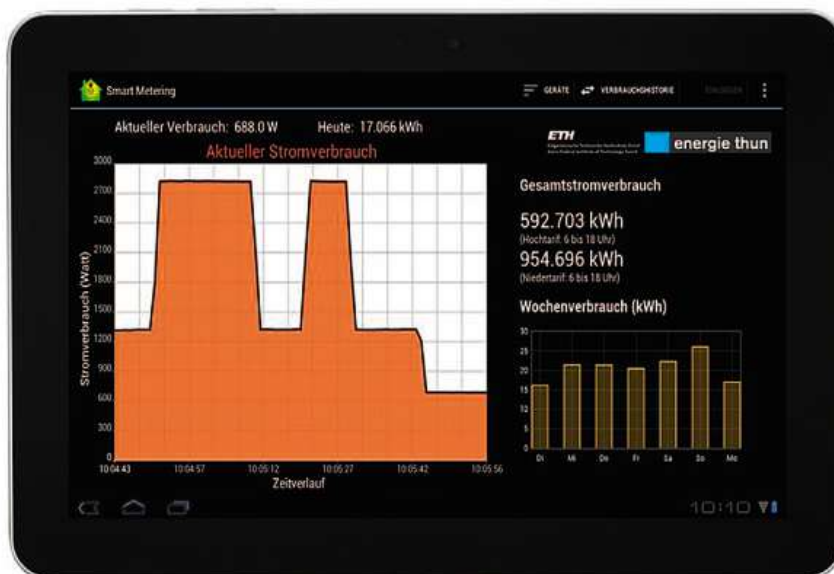 Smart Metering
GERÄTE
VERBRAUCHSHISTORIE
Aktueller Verbrauch: 688.0 W Heute: 17.066 kWh
Aktueller Stromverbrauch
Stromverbrauch (Watt)
3000
2700
2400
2100
1800
1500
1200
900
600
300
0
10:04:43 10:04:57 10:05:12 10:05:27 10:05:42 10:05:56
Zeitverlauf
ETH
energie thun
Gesamtstromverbrauch
592.703 kWh
(Hochtarif: 6 bis 18 Uhr)
954.696 kWh
(Niedertarif: 6 bis 18 Uhr)
Wochenverbrauch (kWh)
30
25
20
15
10
5
0
Di Mi Do Fr Sa So Mo
10:10